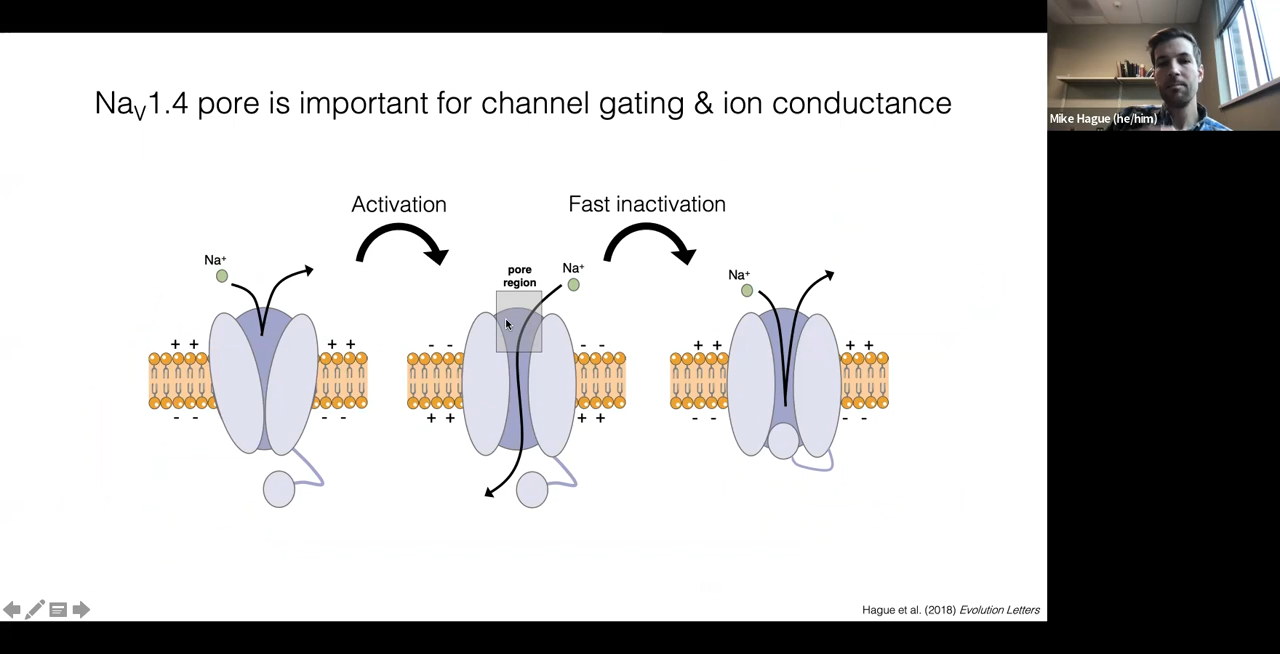 Na_V1.4 pore is important for channel gating & ion conductance
Activation
Fast inactivation
Na⁺
pore
region
Na⁺
Na⁺
+ +
+ +
- -
- -
+ +
+ +
- -
- -
+ +
+ +
- -
- -
Hague et al. (2018) Evolution Letters
Mike Hague (he/him)